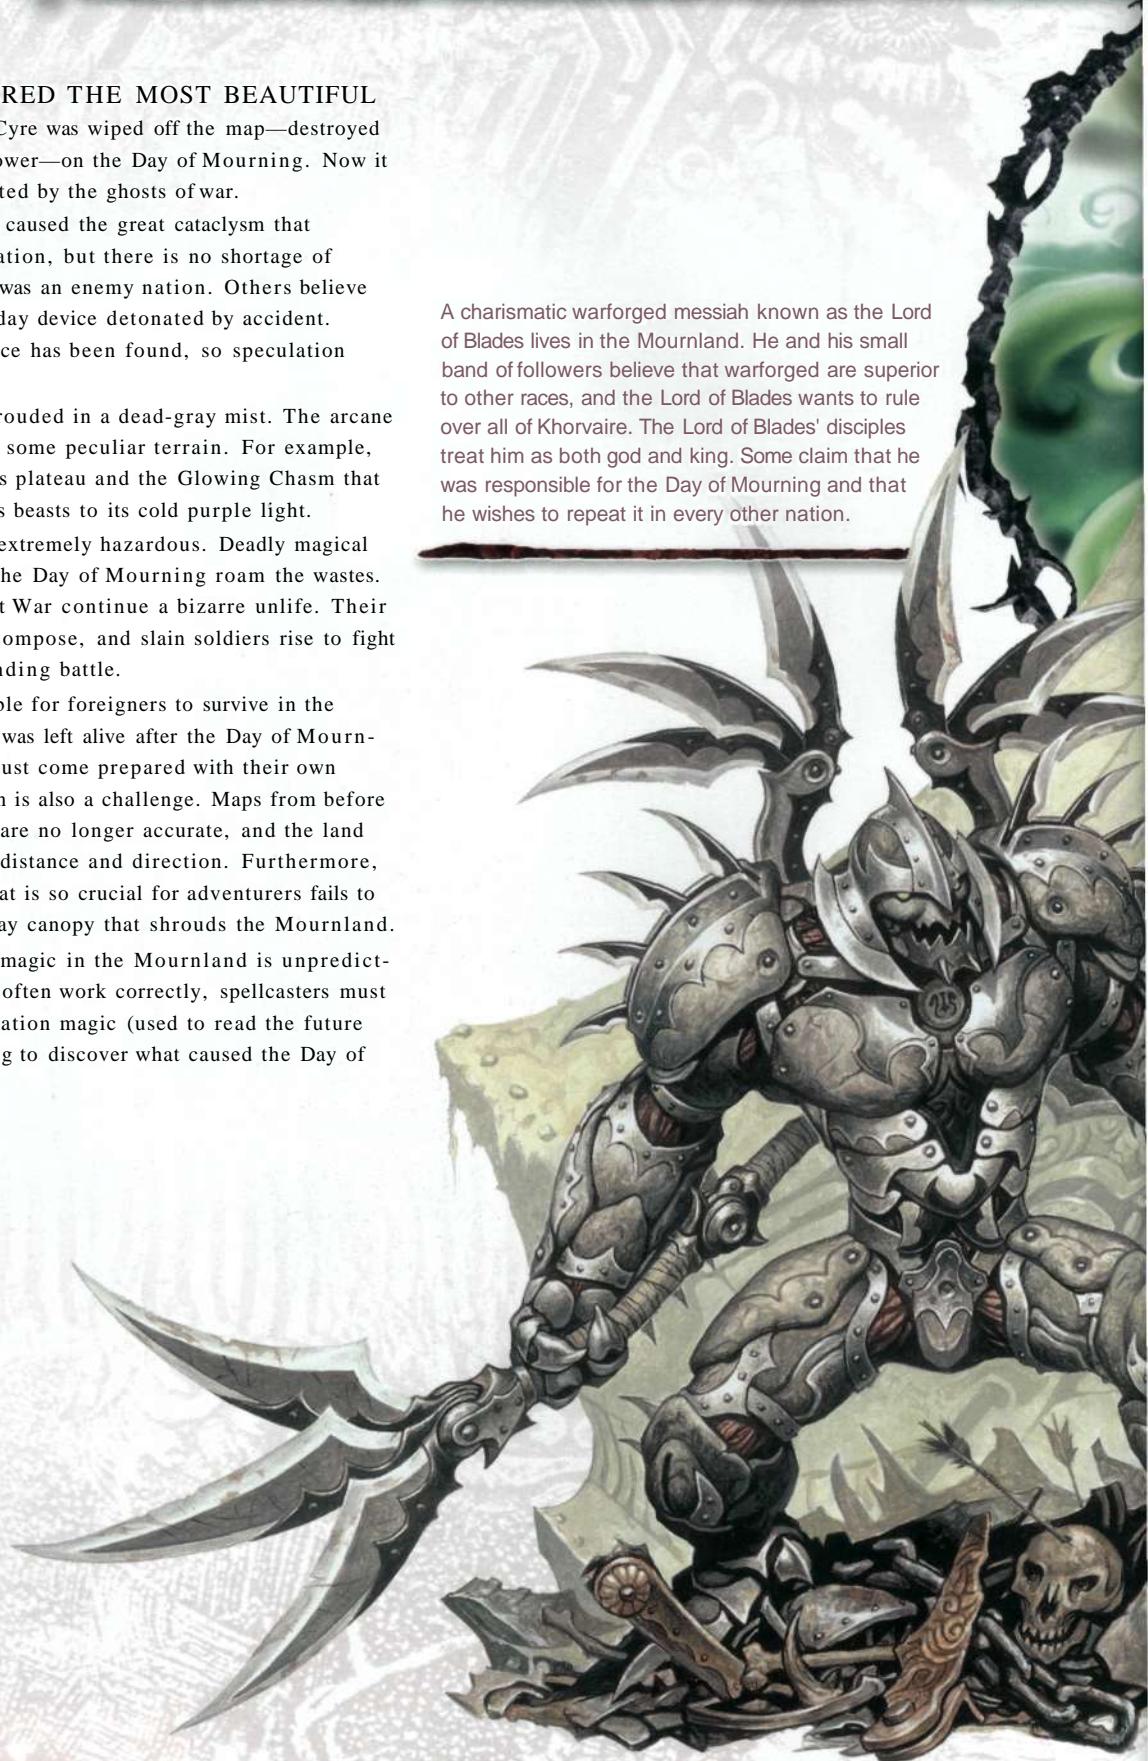 RED THE MOST BEAUTIFUL
Cyre was wiped off the map—destroyed
ower—on the Day of Mourning. Now it
ted by the ghosts of war.
caused the great cataclysm that
ation, but there is no shortage of
was an enemy nation. Others believe
day device detonated by accident.
ce has been found, so speculation
rouded in a dead-gray mist. The arcane
some peculiar terrain. For example,
s plateau and the Glowing Chasm that
s beasts to its cold purple light.
extremely hazardous. Deadly magical
he Day of Mourning roam the wastes.
t War continue a bizarre unlife. Their
ompose, and slain soldiers rise to fight
nding battle.
ble for foreigners to survive in the
was left alive after the Day of Mourn-
ust come prepared with their own
n is also a challenge. Maps from before
are no longer accurate, and the land
distance and direction. Furthermore,
at is so crucial for adventurers fails to
ay canopy that shrouds the Mournland.
magic in the Mournland is unpredict-
often work correctly, spellcasters must
ation magic (used to read the future
g to discover what caused the Day of
A charismatic warforged messiah known as the Lord
of Blades lives in the Mournland. He and his small
band of followers believe that warforged are superior
to other races, and the Lord of Blades wants to rule
over all of Khorvaire. The Lord of Blades' disciples
treat him as both god and king. Some claim that he
was responsible for the Day of Mourning and that
he wishes to repeat it in every other nation.